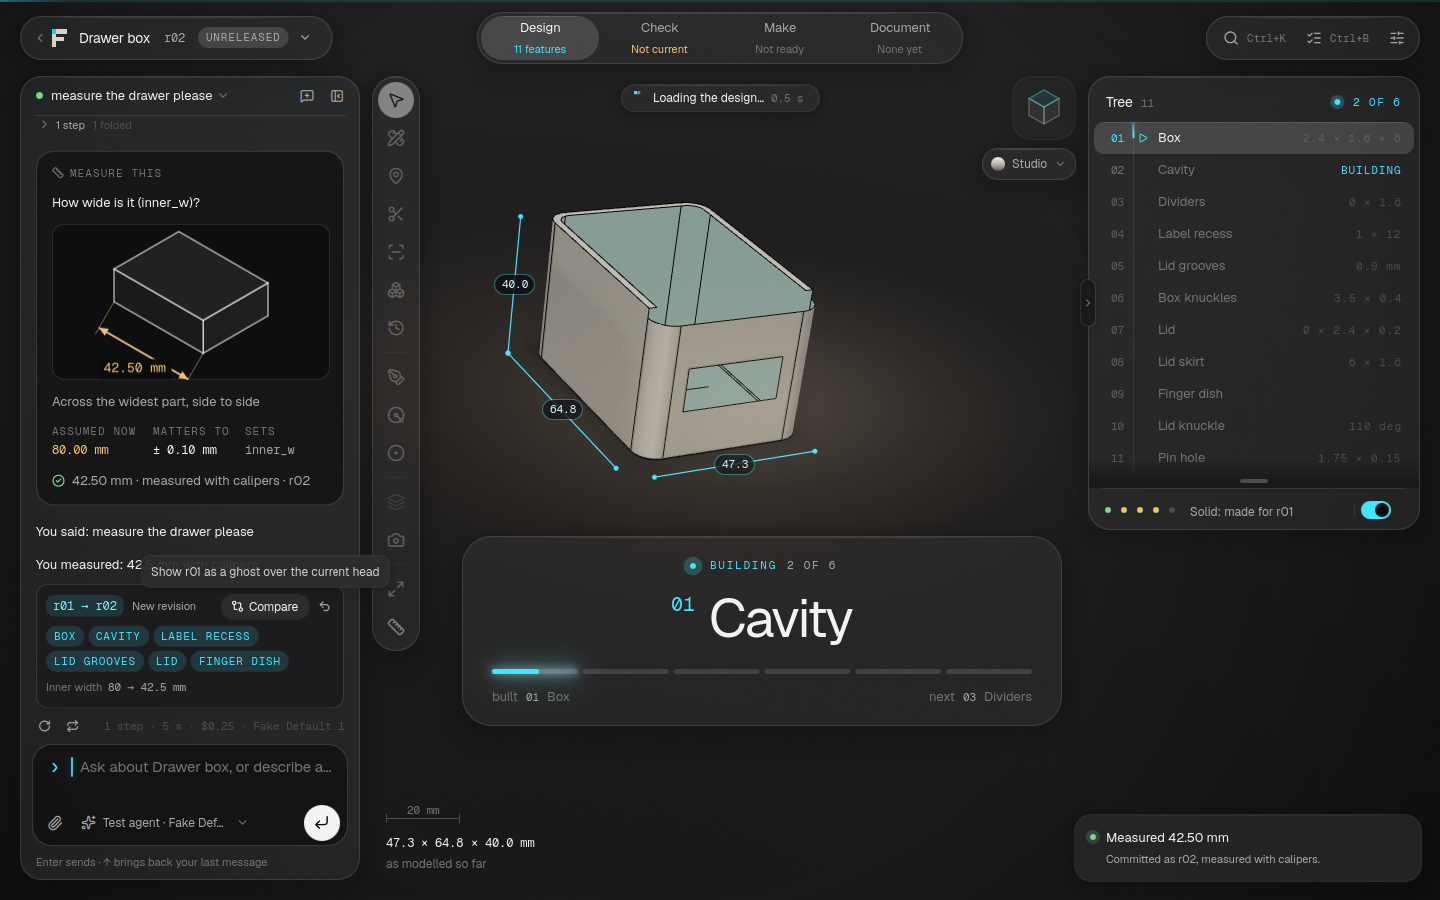 Drawer box r02 UNRELEASED
Design
11 features
Check
Not current
Make
Not ready
Document
None yet
Ctrl+K
Ctrl+B
measure the drawer please
1 step 1 folded
MEASURE THIS
How wide is it (inner_w)?
42.50 mm
Across the widest part, side to side
ASSUMED NOW MATTERS TO SETS
80.00 mm ± 0.10 mm inner_w
42.50 mm · measured with calipers · r02
You said: measure the drawer please
You measured: 42
Show r01 as a ghost over the current head
r01 → r02 New revision Compare
BOX CAVITY LABEL RECESS
LID GROOVES LID FINGER DISH
Inner width 80 → 42.5 mm
1 step · 5 s · $0.25 · Fake Default 1
Ask about Drawer box, or describe a…
Test agent · Fake Def…
Enter sends · ↑ brings back your last message
Loading the design… 0.5 s
Studio
40.0
64.8
47.3
BUILDING 2 OF 6
01 Cavity
built 01 Box
next 03 Dividers
20 mm
47.3 × 64.8 × 40.0 mm
as modelled so far
Tree 11 2 OF 6
01 Box 2.4 × 1.6 × 6
02 Cavity BUILDING
03 Dividers 0 × 1.6
04 Label recess 1 × 12
05 Lid grooves 0.9 mm
06 Box knuckles 3.5 × 0.4
07 Lid 0 × 2.4 × 0.2
08 Lid skirt 6 × 1.6
09 Finger dish
10 Lid knuckle 110 deg
11 Pin hole 1.75 × 0.15
Solid: made for r01
Measured 42.50 mm
Committed as r02, measured with calipers.